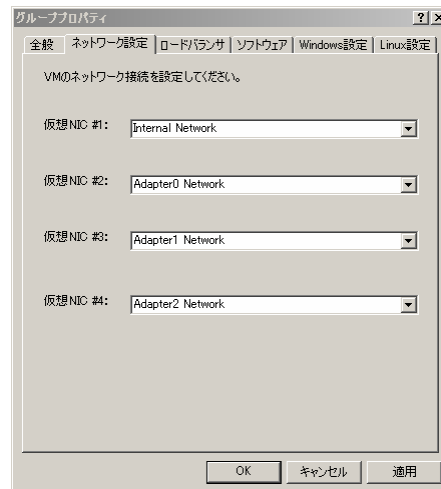 グループプロパティ
全般 ネットワーク設定 ロードバランサ ソフトウェア Windows設定 Linux設定
VMのネットワーク接続を設定してください。
仮想NIC #1: Internal Network
仮想NIC #2: Adapter0 Network
仮想NIC #3: Adapter1 Network
仮想NIC #4: Adapter2 Network
OK キャンセル 適用